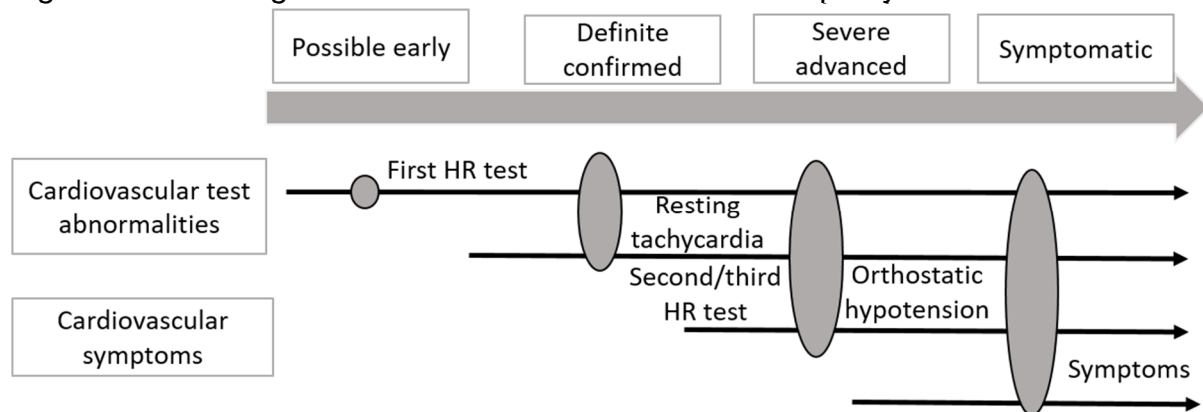 Possible early
Definite
confirmed
Severe
advanced
Symptomatic
Cardiovascular test
abnormalities
First HR test
Resting
tachycardia
Second/third
HR test
Orthostatic
hypotension
Cardiovascular
symptoms
Symptoms